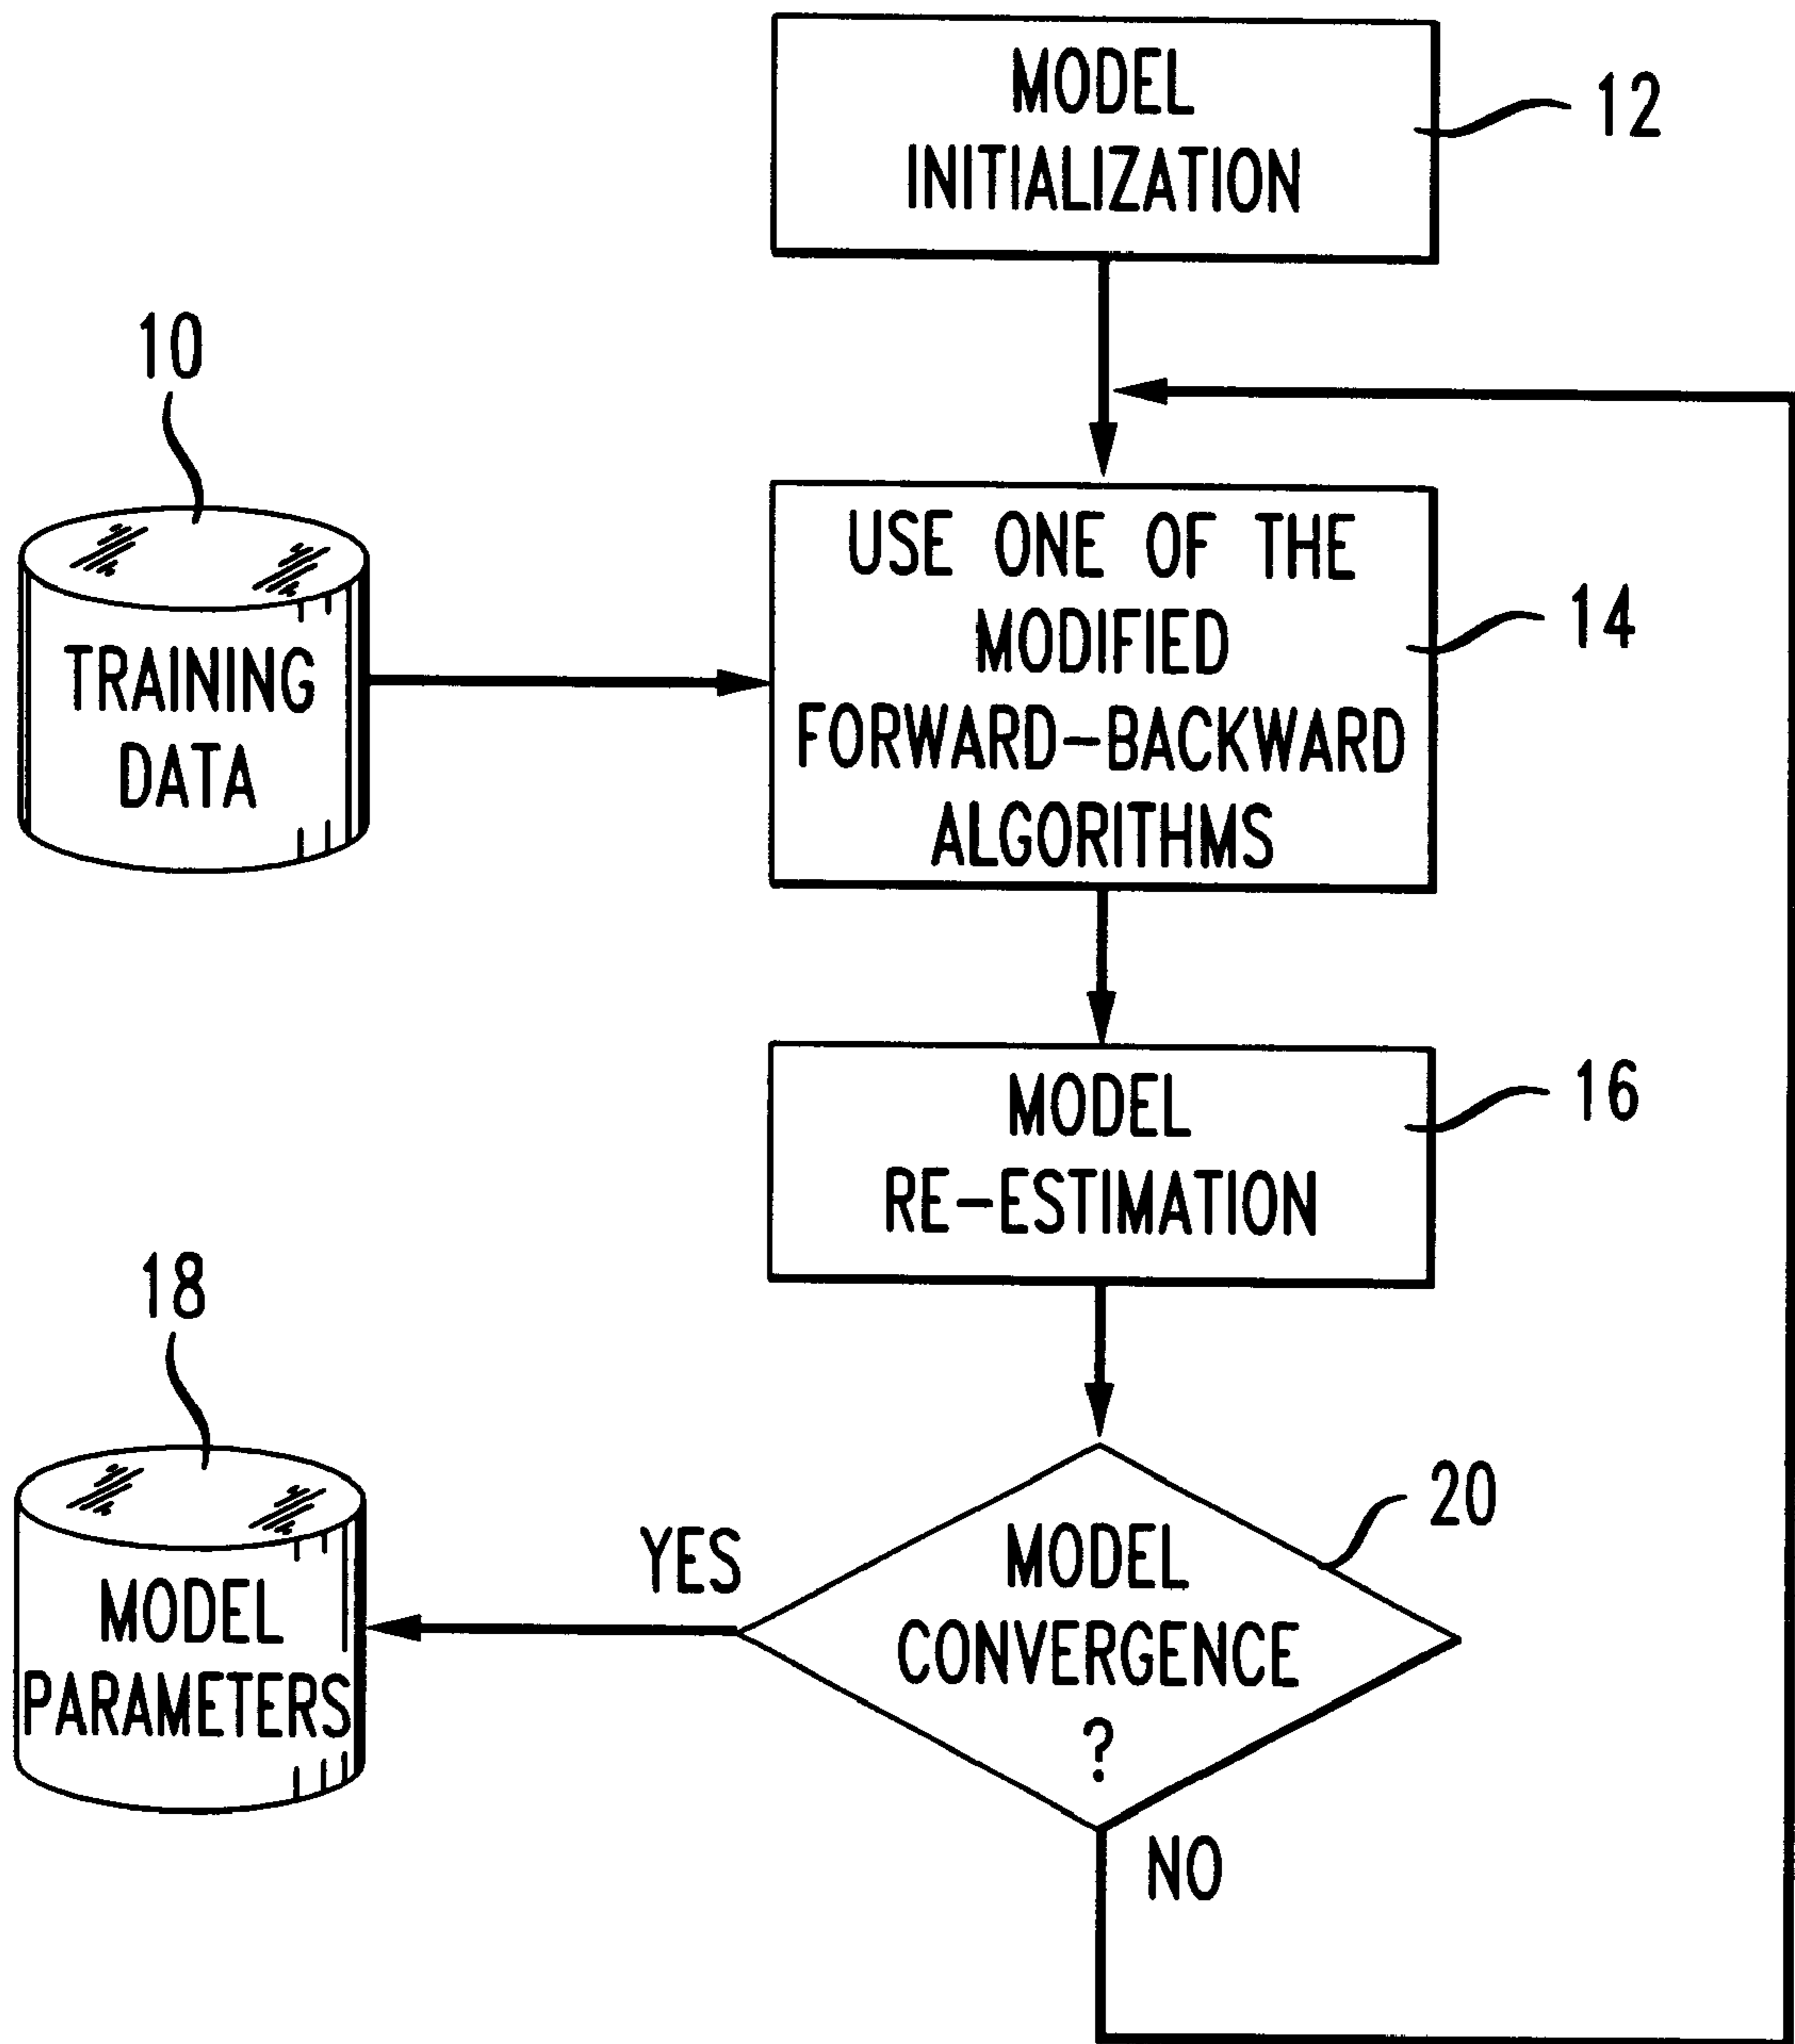 MODEL
INITIALIZATION
12
10
TRAINING
DATA
USE ONE OF THE
MODIFIED
FORWARD-BACKWARD
ALGORITHMS
14
MODEL
RE-ESTIMATION
16
18
MODEL
PARAMETERS
YES
MODEL
CONVERGENCE
?
20
NO